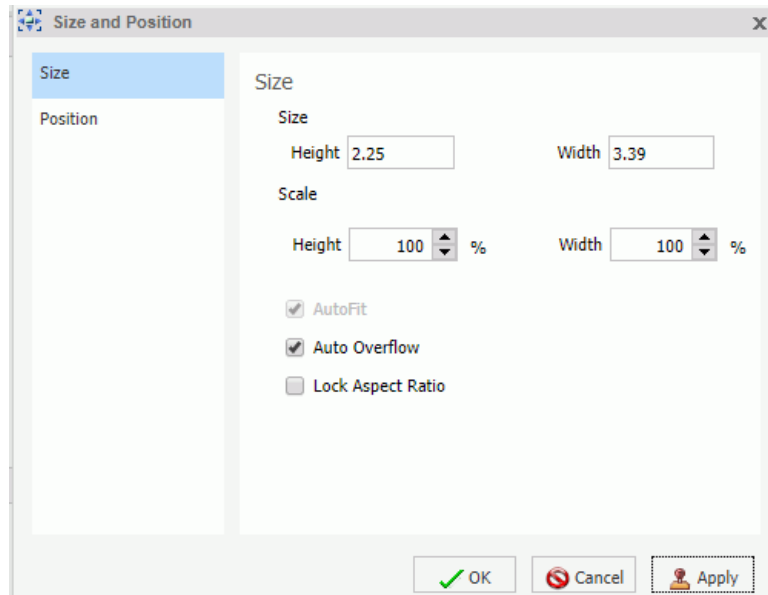 Size and Position X
Size
Position
Size
Size
Height 2.25 Width 3.39
Scale
Height 100 % Width 100 %
AutoFit
Auto Overflow
Lock Aspect Ratio
OK Cancel Apply